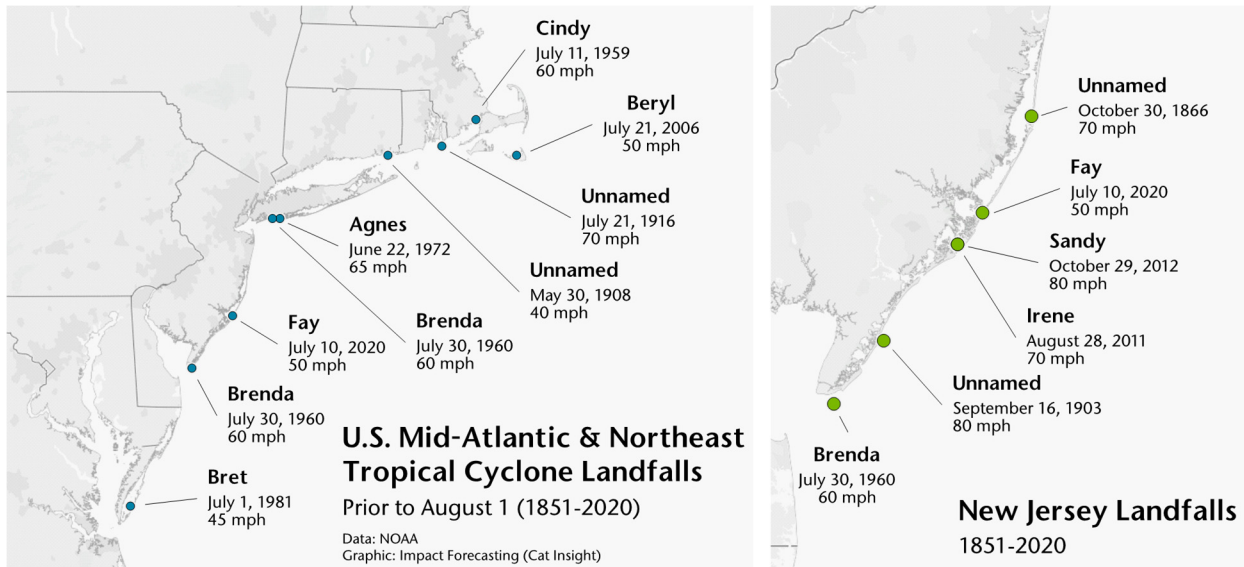 Cindy
July 11, 1959
60 mph
Beryl
July 21, 2006
50 mph
Unnamed
July 21, 1916
70 mph
Agnes
June 22, 1972
65 mph
Unnamed
May 30, 1908
40 mph
Fay
July 10, 2020
50 mph
Brenda
July 30, 1960
60 mph
Brenda
July 30, 1960
60 mph
Bret
July 1, 1981
45 mph
U.S. Mid-Atlantic & Northeast
Tropical Cyclone Landfalls
Prior to August 1 (1851-2020)
Data: NOAA
Graphic: Impact Forecasting (Cat Insight)
Unnamed
October 30, 1866
70 mph
Fay
July 10, 2020
50 mph
Sandy
October 29, 2012
80 mph
Irene
August 28, 2011
70 mph
Unnamed
September 16, 1903
80 mph
Brenda
July 30, 1960
60 mph
New Jersey Landfalls
1851-2020